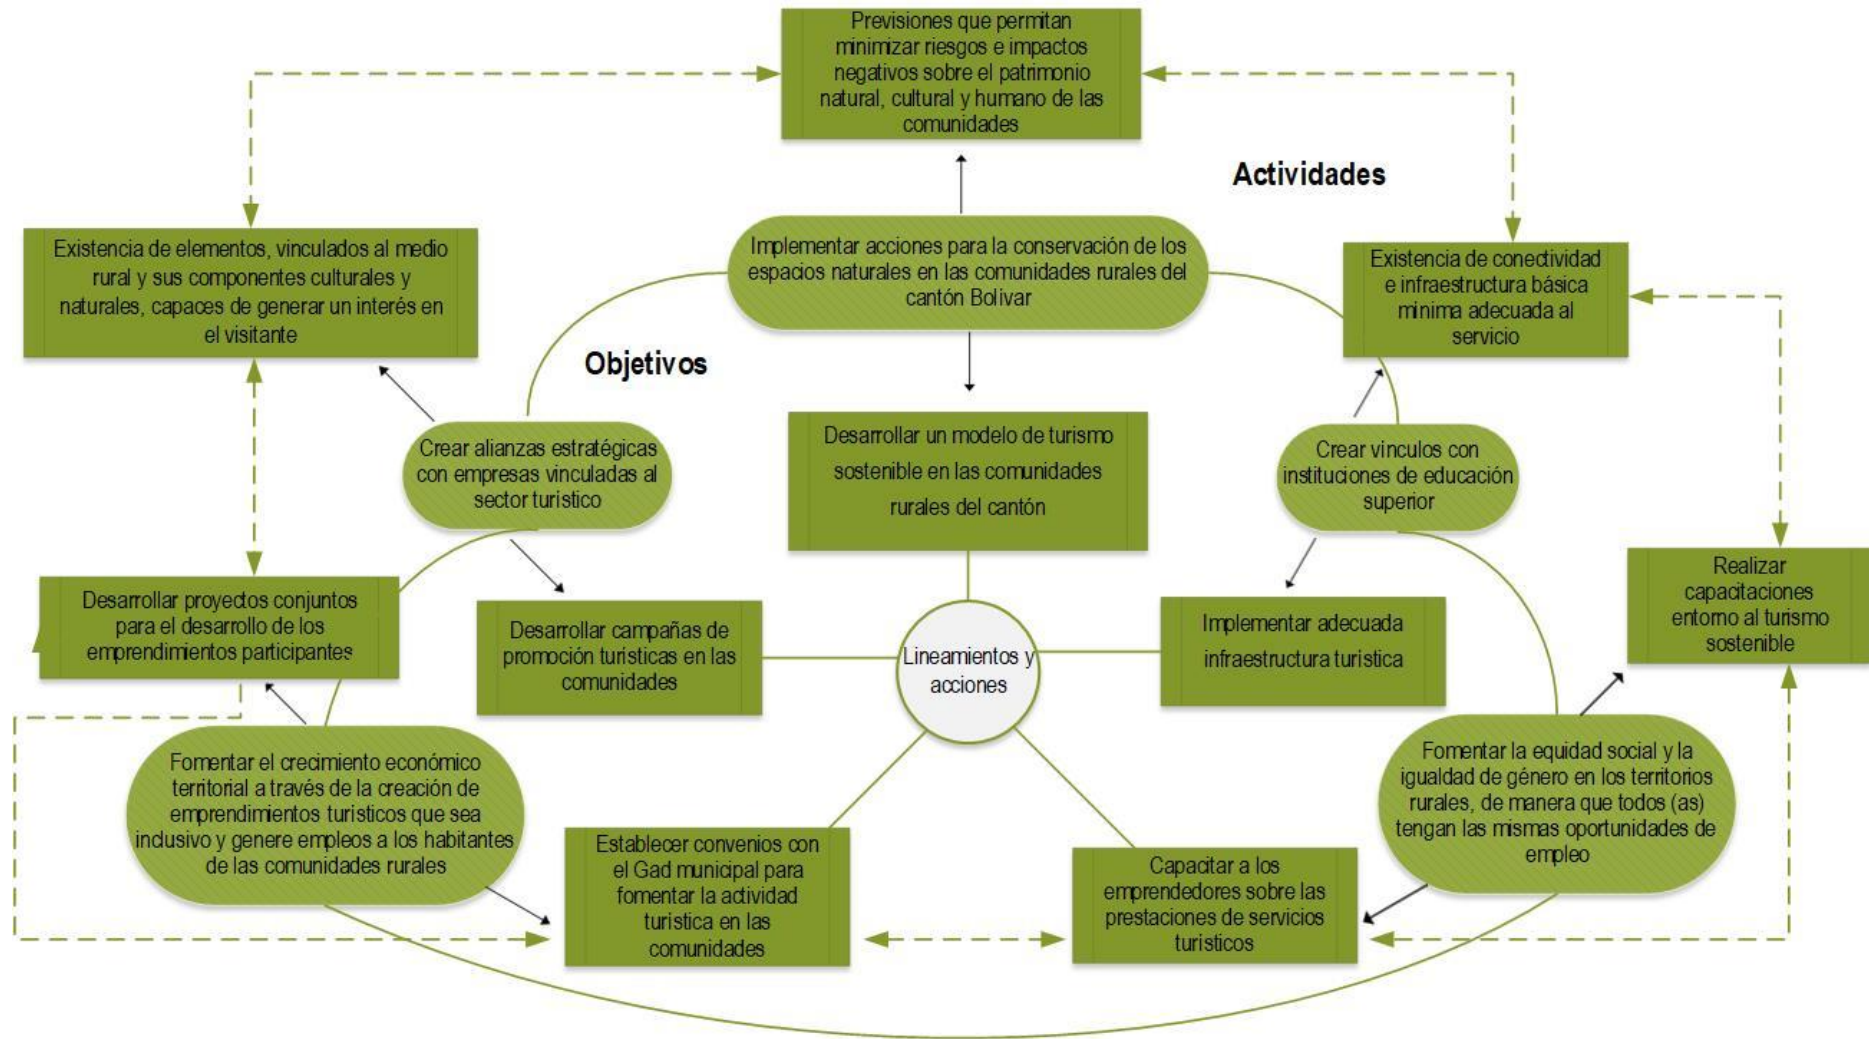 Previsiones que permitan
minimizar riesgos e impactos
negativos sobre el patrimonio
natural, cultural y humano de las
comunidades
Actividades
Implementar acciones para la conservación de los
espacios naturales en las comunidades rurales del
cantón Bolívar
Existencia de elementos, vinculados al medio
rural y sus componentes culturales y
naturales, capaces de generar un interés en
el visitante
Existencia de conectividad
e infraestructura básica
mínima adecuada al
servicio
Objetivos
Crear alianzas estratégicas
con empresas vinculadas al
sector turístico
Desarrollar un modelo de turismo
sostenible en las comunidades
rurales del cantón
Crear vínculos con
instituciones de educación
superior
Desarrollar proyectos conjuntos
para el desarrollo de los
emprendimientos participantes
Desarrollar campañas de
promoción turísticas en las
comunidades
Lineamientos y
acciones
Implementar adecuada
infraestructura turística
Realizar
capacitaciones
entorno al turismo
sostenible
Fomentar el crecimiento económico
territorial a través de la creación de
emprendimientos turísticos que sea
inclusivo y genere empleos a los habitantes
de las comunidades rurales
Fomentar la equidad social y la
igualdad de género en los territorios
rurales, de manera que todos (as)
tengan las mismas oportunidades de
empleo
Establecer convenios con
el Gad municipal para
fomentar la actividad
turística en las
comunidades
Capacitar a los
emprendedores sobre las
prestaciones de servicios
turísticos